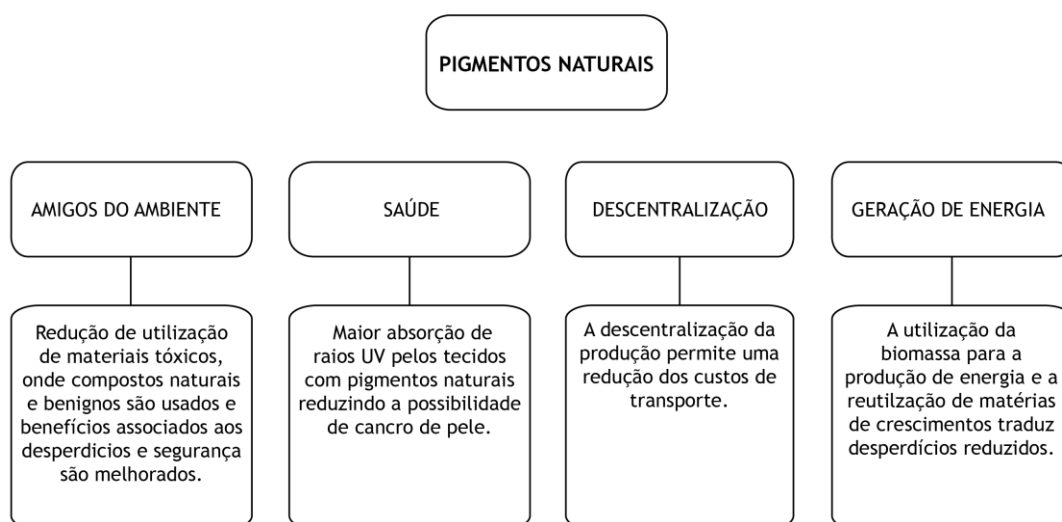 PIGMENTOS NATURAIS
AMIGOS DO AMBIENTE
SAÚDE
DESCENTRALIZAÇÃO
GERAÇÃO DE ENERGIA
Redução de utilização
de materiais tóxicos,
onde compostos naturais
e benignos são usados e
benefícios associados aos
desperdicios e segurança
são melhorados.
Maior absorção de
raios UV pelos tecidos
com pigmentos naturais
reduzindo a possibilidade
de cancro de pele.
A descentralização da
produção permite uma
redução dos custos de
transporte.
A utilização da
biomassa para a
produção de energia e a
reutilzação de matérias
de crescimentos traduz
desperdícios reduzidos.